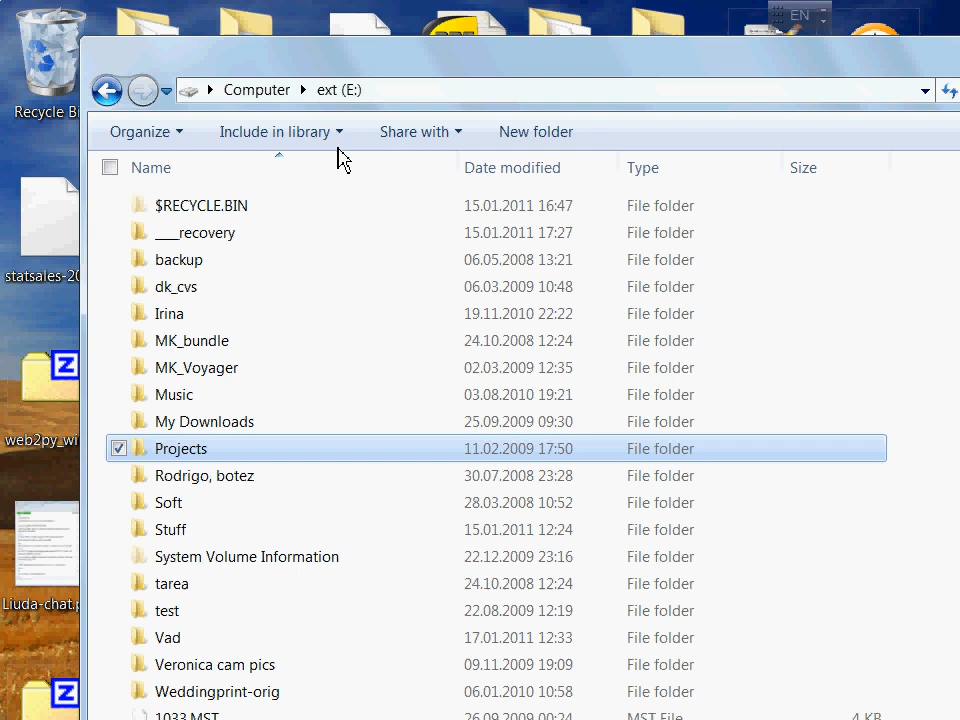 EN
Computer ext (E:)
Recycle Bi
Organize Include in library Share with New folder
Name Date modified Type Size
$RECYCLE.BIN 15.01.2011 16:47 File folder
____recovery 15.01.2011 17:27 File folder
backup 06.05.2008 13:21 File folder
statsales-20
dk_cvs 06.03.2009 10:48 File folder
Irina 19.11.2010 22:22 File folder
MK_bundle 24.10.2008 12:24 File folder
MK_Voyager 02.03.2009 12:35 File folder
Z
Music 03.08.2010 19:21 File folder
My Downloads 25.09.2009 09:30 File folder
web2py_wi
Projects 11.02.2009 17:50 File folder
Rodrigo, botez 30.07.2008 23:28 File folder
Soft 28.03.2008 10:52 File folder
Stuff 15.01.2011 12:24 File folder
System Volume Information 22.12.2009 23:16 File folder
tarea 24.10.2008 12:24 File folder
Liuda-chat.p
test 22.08.2009 12:19 File folder
Vad 17.01.2011 12:33 File folder
Veronica cam pics 09.11.2009 19:09 File folder
Weddingprint-orig 06.01.2010 10:58 File folder
Z
1033.MST 26.09.2009 00:24 MST File 4 KB